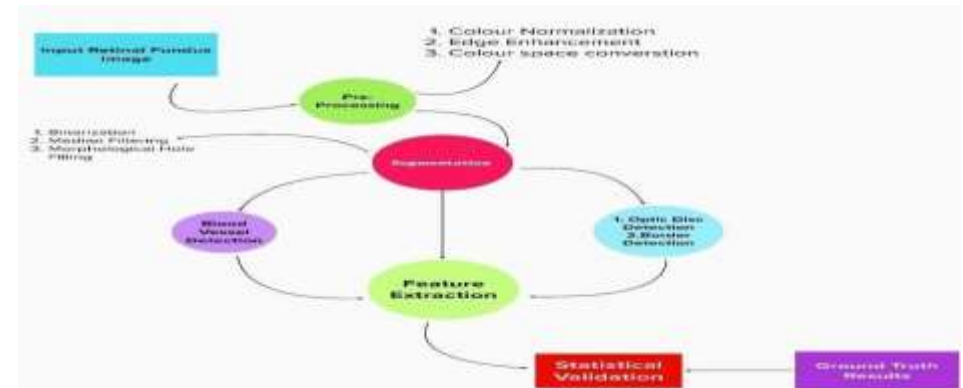 Input Retinal Fundus
Image
1. Colour Normalization
2. Edge Enhancement
3. Colour space converstion
Pre-
Processing
1. Binarization
2. Median Filtering
3. Morphological Hole
Filling
Segmentation
Blood
Vessel
Detection
1. Optic Disc
Detection
2.Border
Detection
Feature
Extraction
Statistical
Validation
Ground Truth
Results